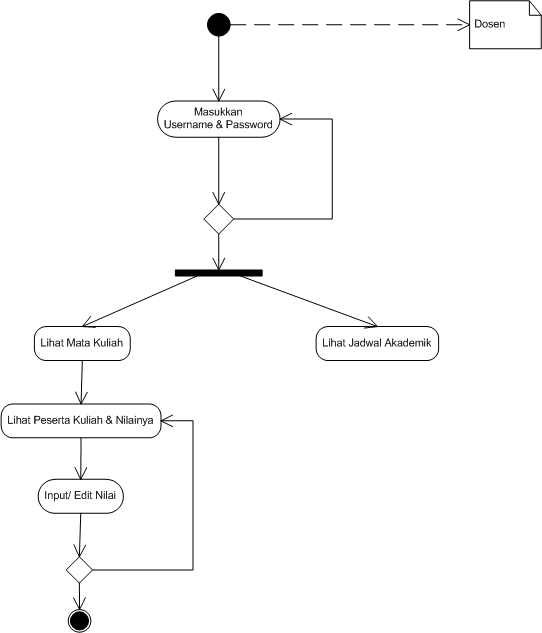 Dosen
Masukkan
Username & Password
Lihat Mata Kuliah
Lihat Jadwal Akademik
Lihat Peserta Kuliah & Nilainya
Input/ Edit Nilai